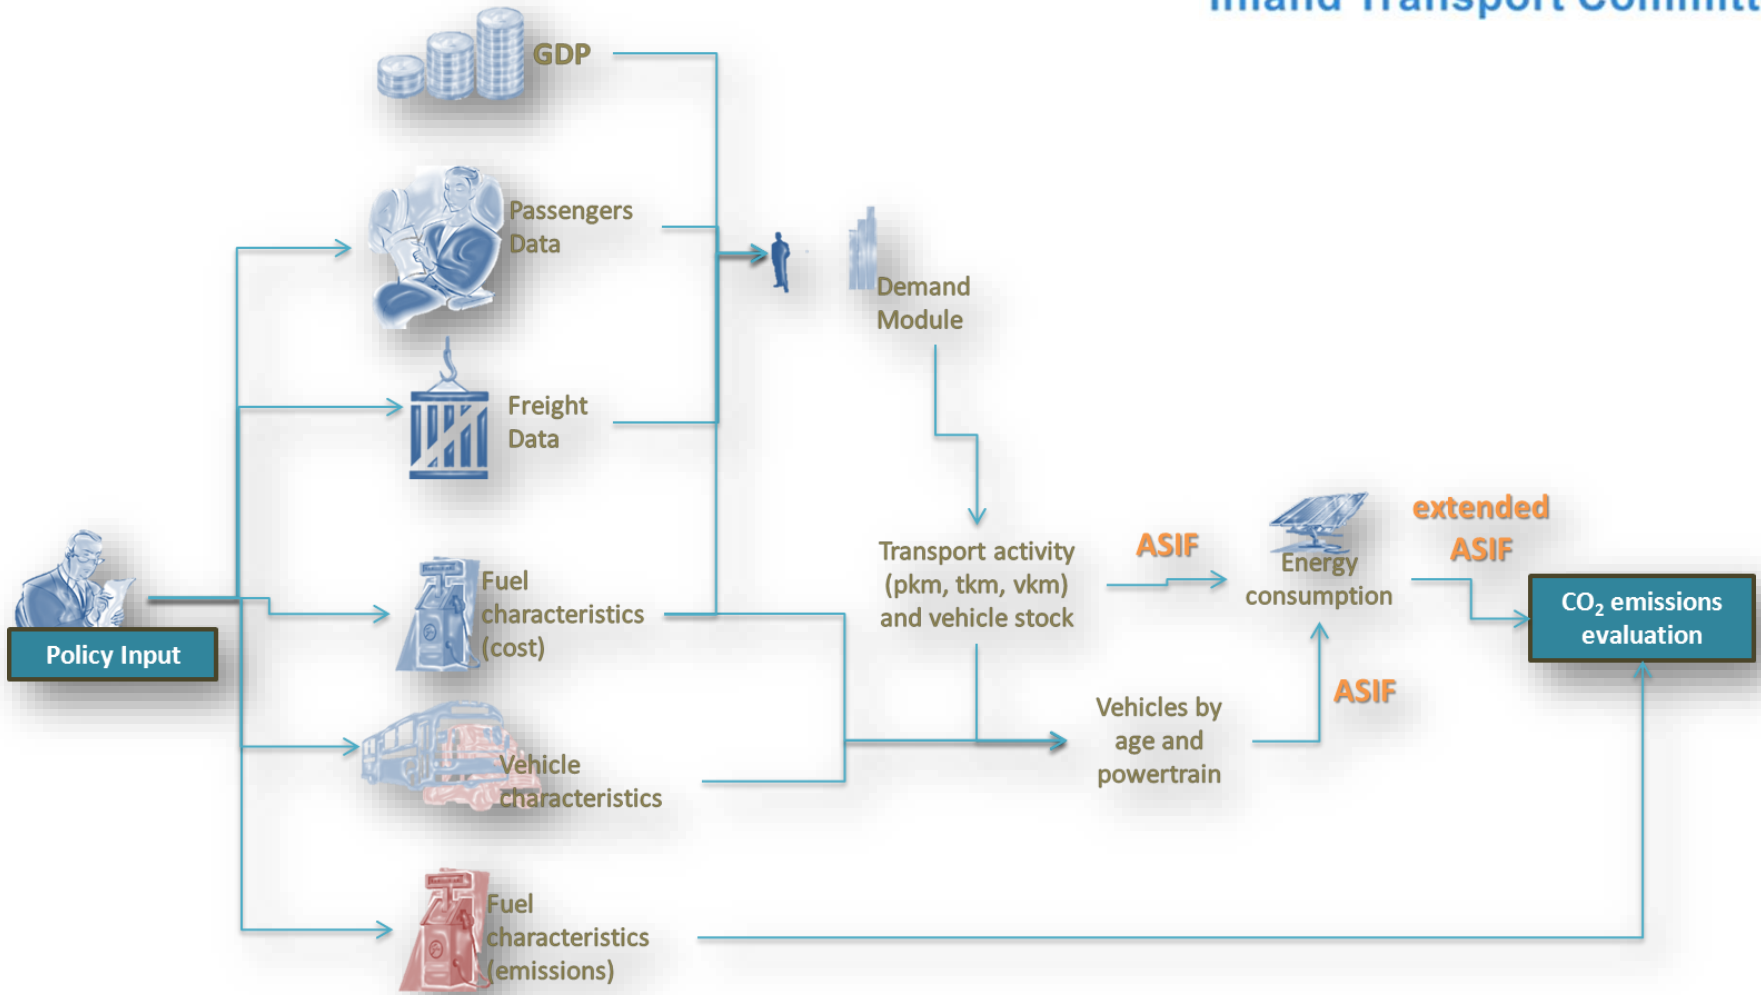 Inland Transport Committ
GDP
Passengers
Data
Demand
Module
Freight
Data
Transport activity
(pkm, tkm, vkm)
and vehicle stock
ASIF
Energy
consumption
extended
ASIF
CO₂ emissions
evaluation
Policy Input
Fuel
characteristics
(cost)
ASIF
Vehicles by
age and
powertrain
Vehicle
characteristics
Fuel
characteristics
(emissions)